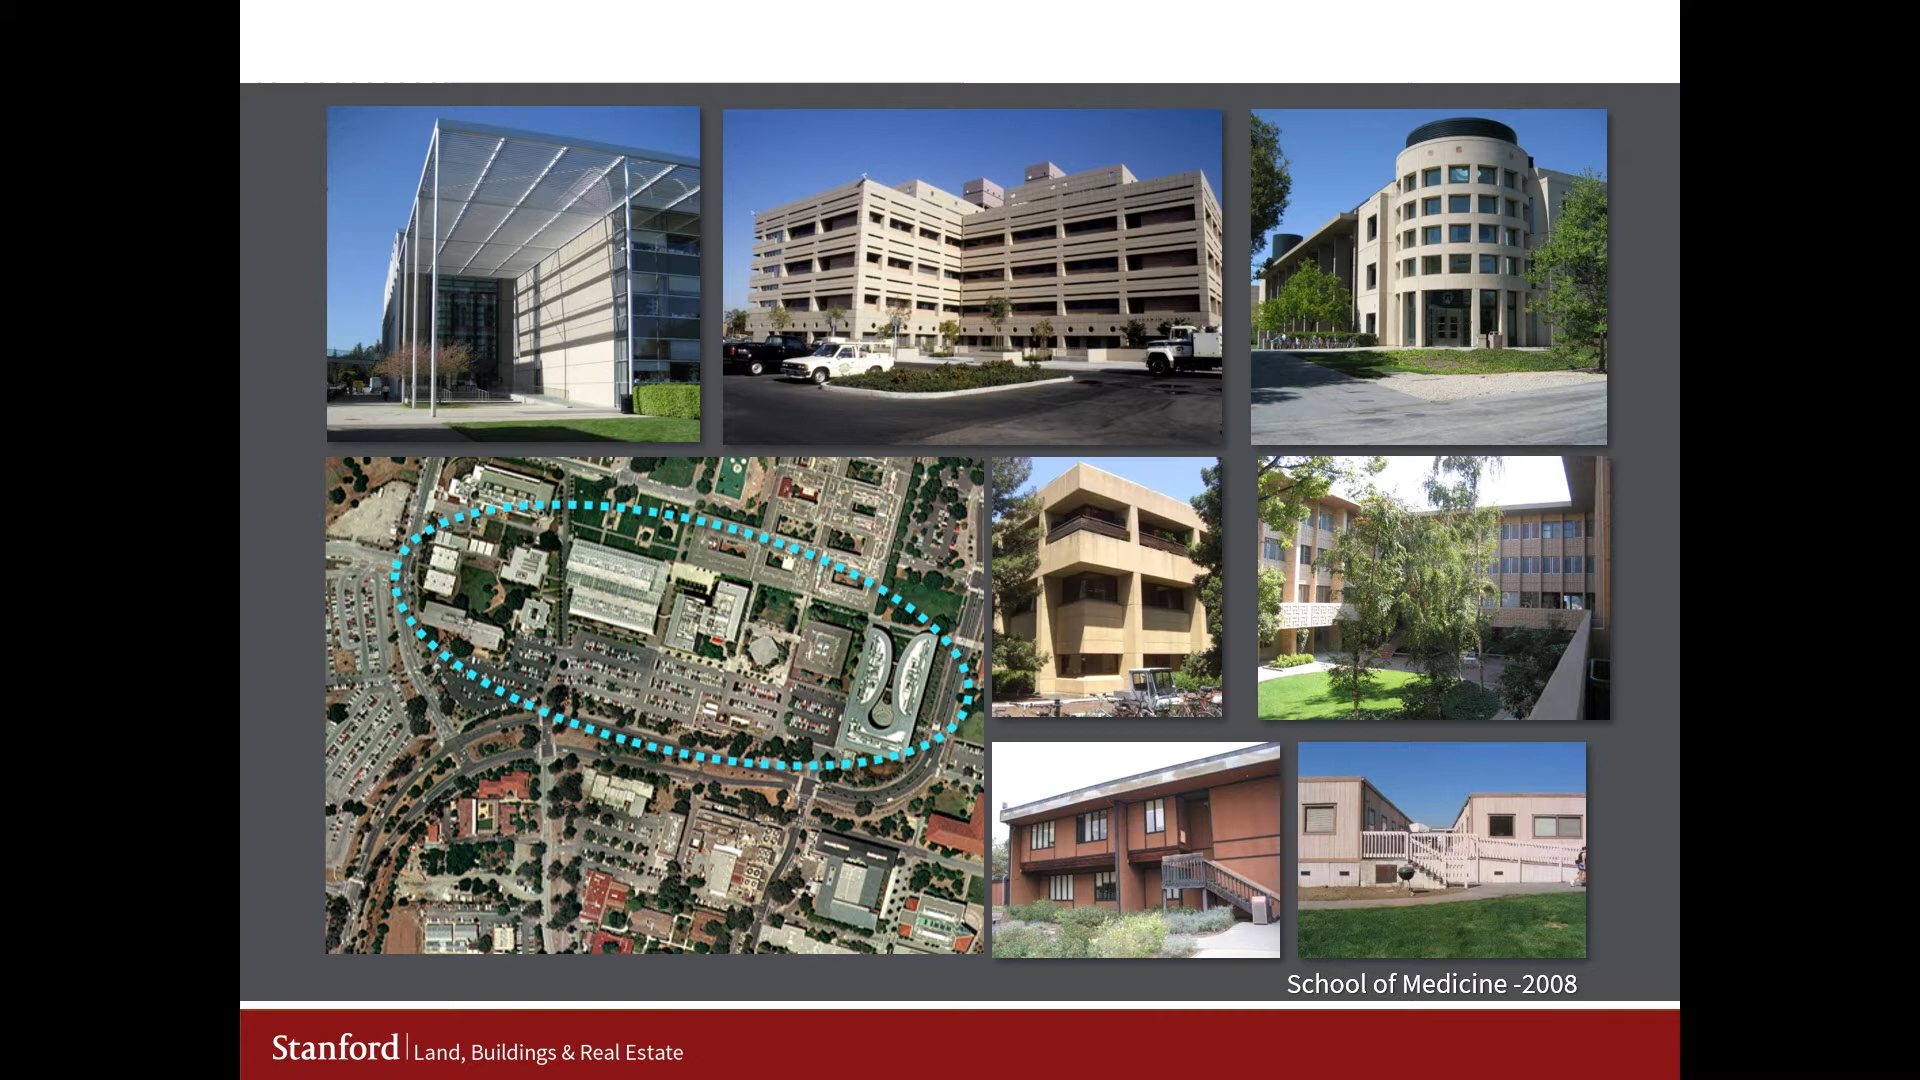 School of Medicine -2008
Stanford | Land, Buildings & Real Estate